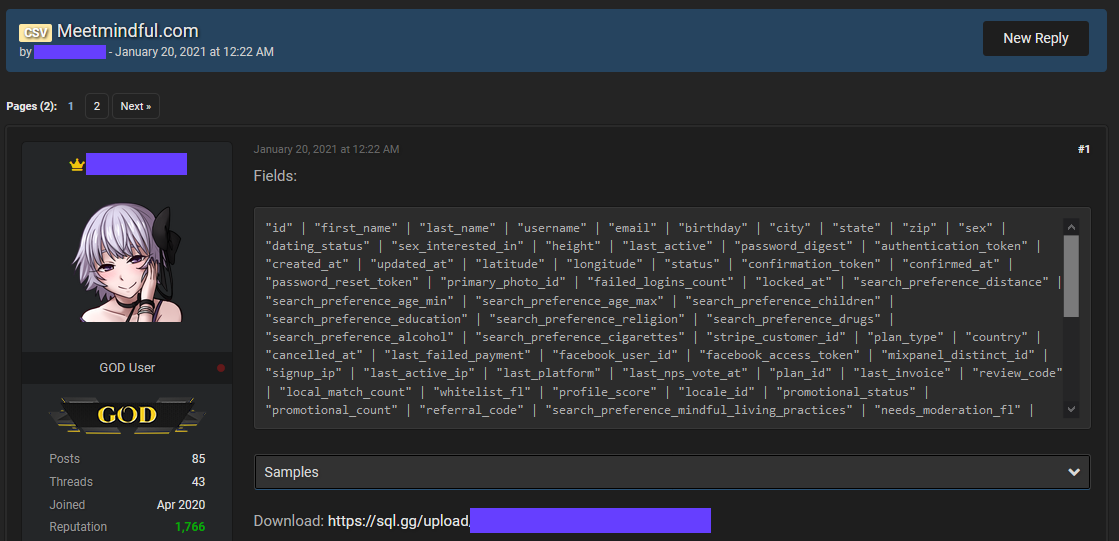 CSV Meetmindful.com
by - January 20, 2021 at 12:22 AM
New Reply
Pages (2): 1 2 Next »
January 20, 2021 at 12:22 AM
#1
Fields:
"id" | "first_name" | "last_name" | "username" | "email" | "birthday" | "city" | "state" | "zip" | "sex" |
"dating_status" | "sex_interested_in" | "height" | "last_active" | "password_digest" | "authentication_token" |
"created_at" | "updated_at" | "latitude" | "longitude" | "status" | "confirmation_token" | "confirmed_at" |
"password_reset_token" | "primary_photo_id" | "failed_logins_count" | "locked_at" | "search_preference_distance" |
"search_preference_age_min" | "search_preference_age_max" | "search_preference_children" |
"search_preference_education" | "search_preference_religion" | "search_preference_drugs" |
"search_preference_alcohol" | "search_preference_cigarettes" | "stripe_customer_id" | "plan_type" | "country" |
"cancelled_at" | "last_failed_payment" | "facebook_user_id" | "facebook_access_token" | "mixpanel_distinct_id" |
"signup_ip" | "last_active_ip" | "last_platform" | "last_nps_vote_at" | "plan_id" | "last_invoice" | "review_code"
| "local_match_count" | "whitelist_fl" | "profile_score" | "locale_id" | "promotional_status" |
"promotional_count" | "referral_code" | "search_preference_mindful_living_practices" | "needs_moderation_fl" |
GOD User
GOD
Posts 85
Threads 43
Joined Apr 2020
Reputation 1,766
Samples
Download: https://sql.gg/upload/